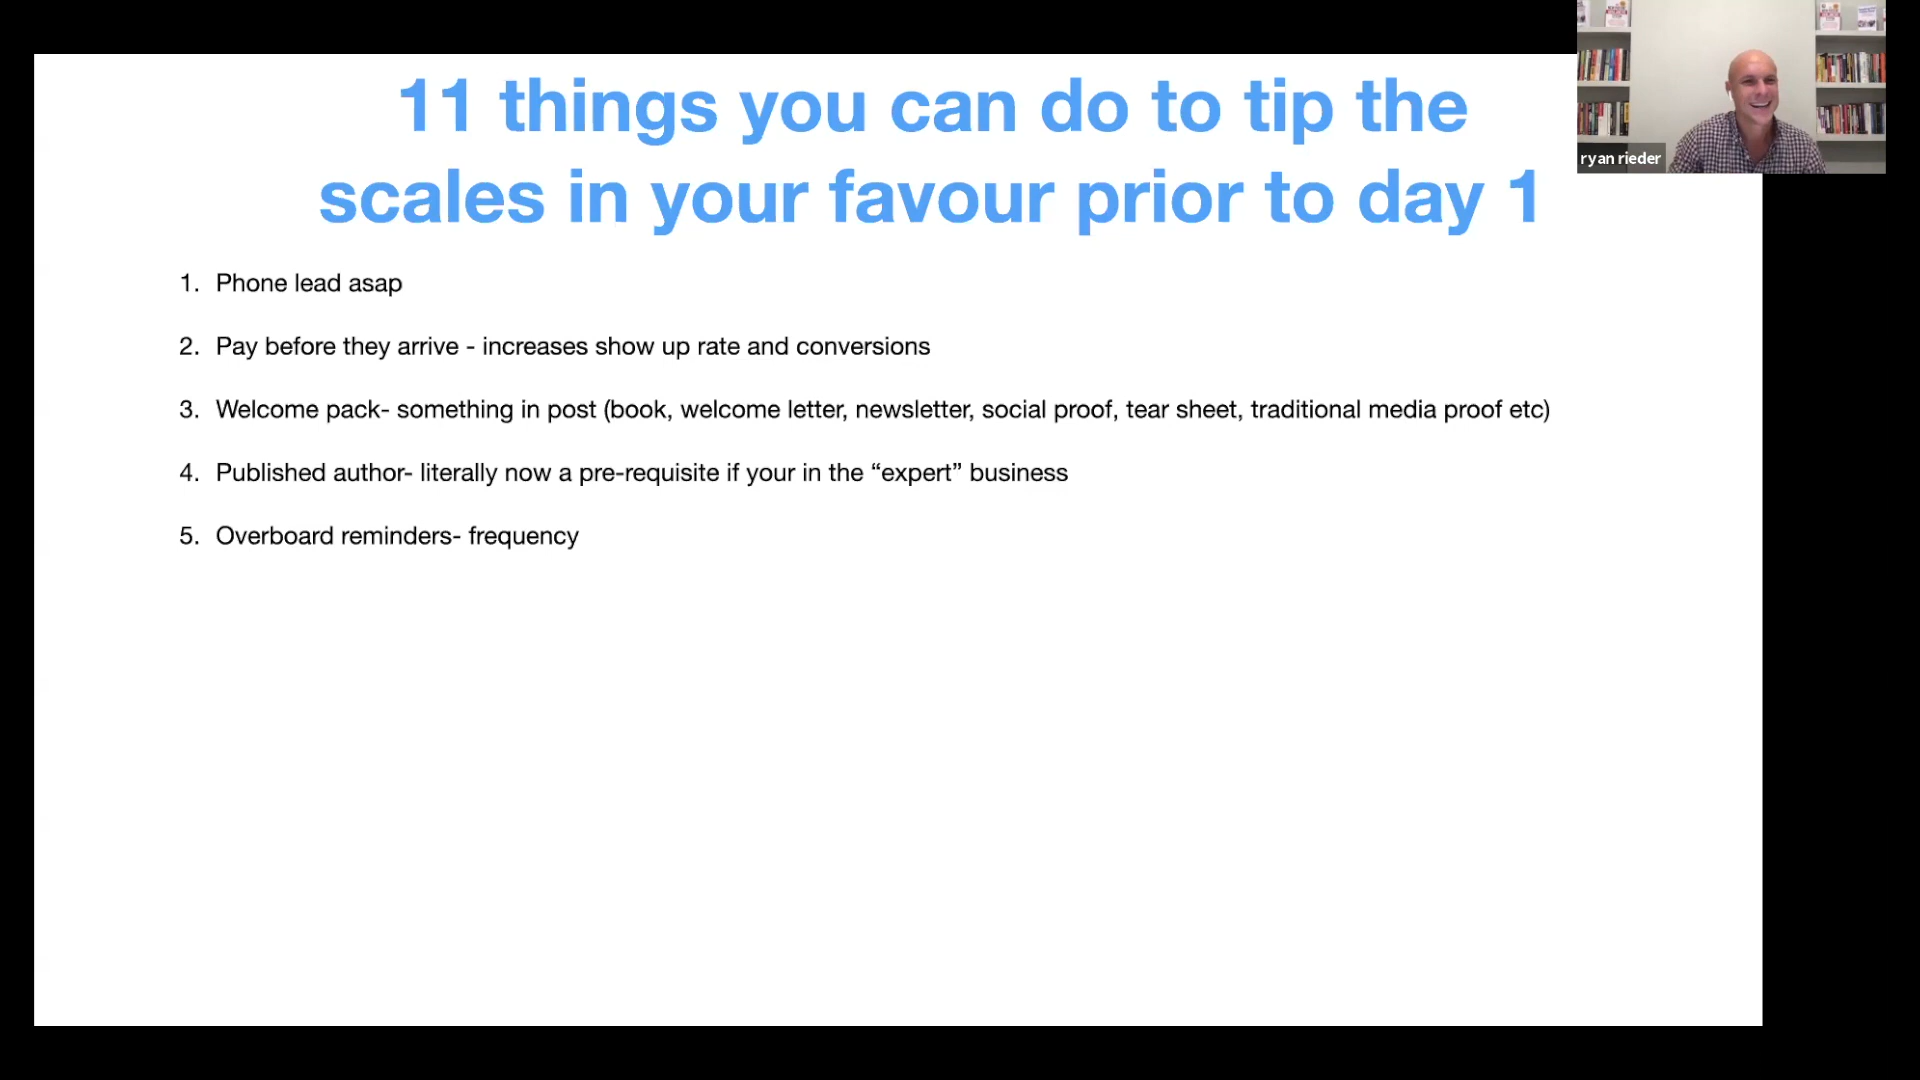 11 things you can do to tip the
scales in your favour prior to day 1
ryan rieder
1. Phone lead asap
2. Pay before they arrive - increases show up rate and conversions
3. Welcome pack- something in post (book, welcome letter, newsletter, social proof, tear sheet, traditional media proof etc)
4. Published author- literally now a pre-requisite if your in the “expert” business
5. Overboard reminders- frequency